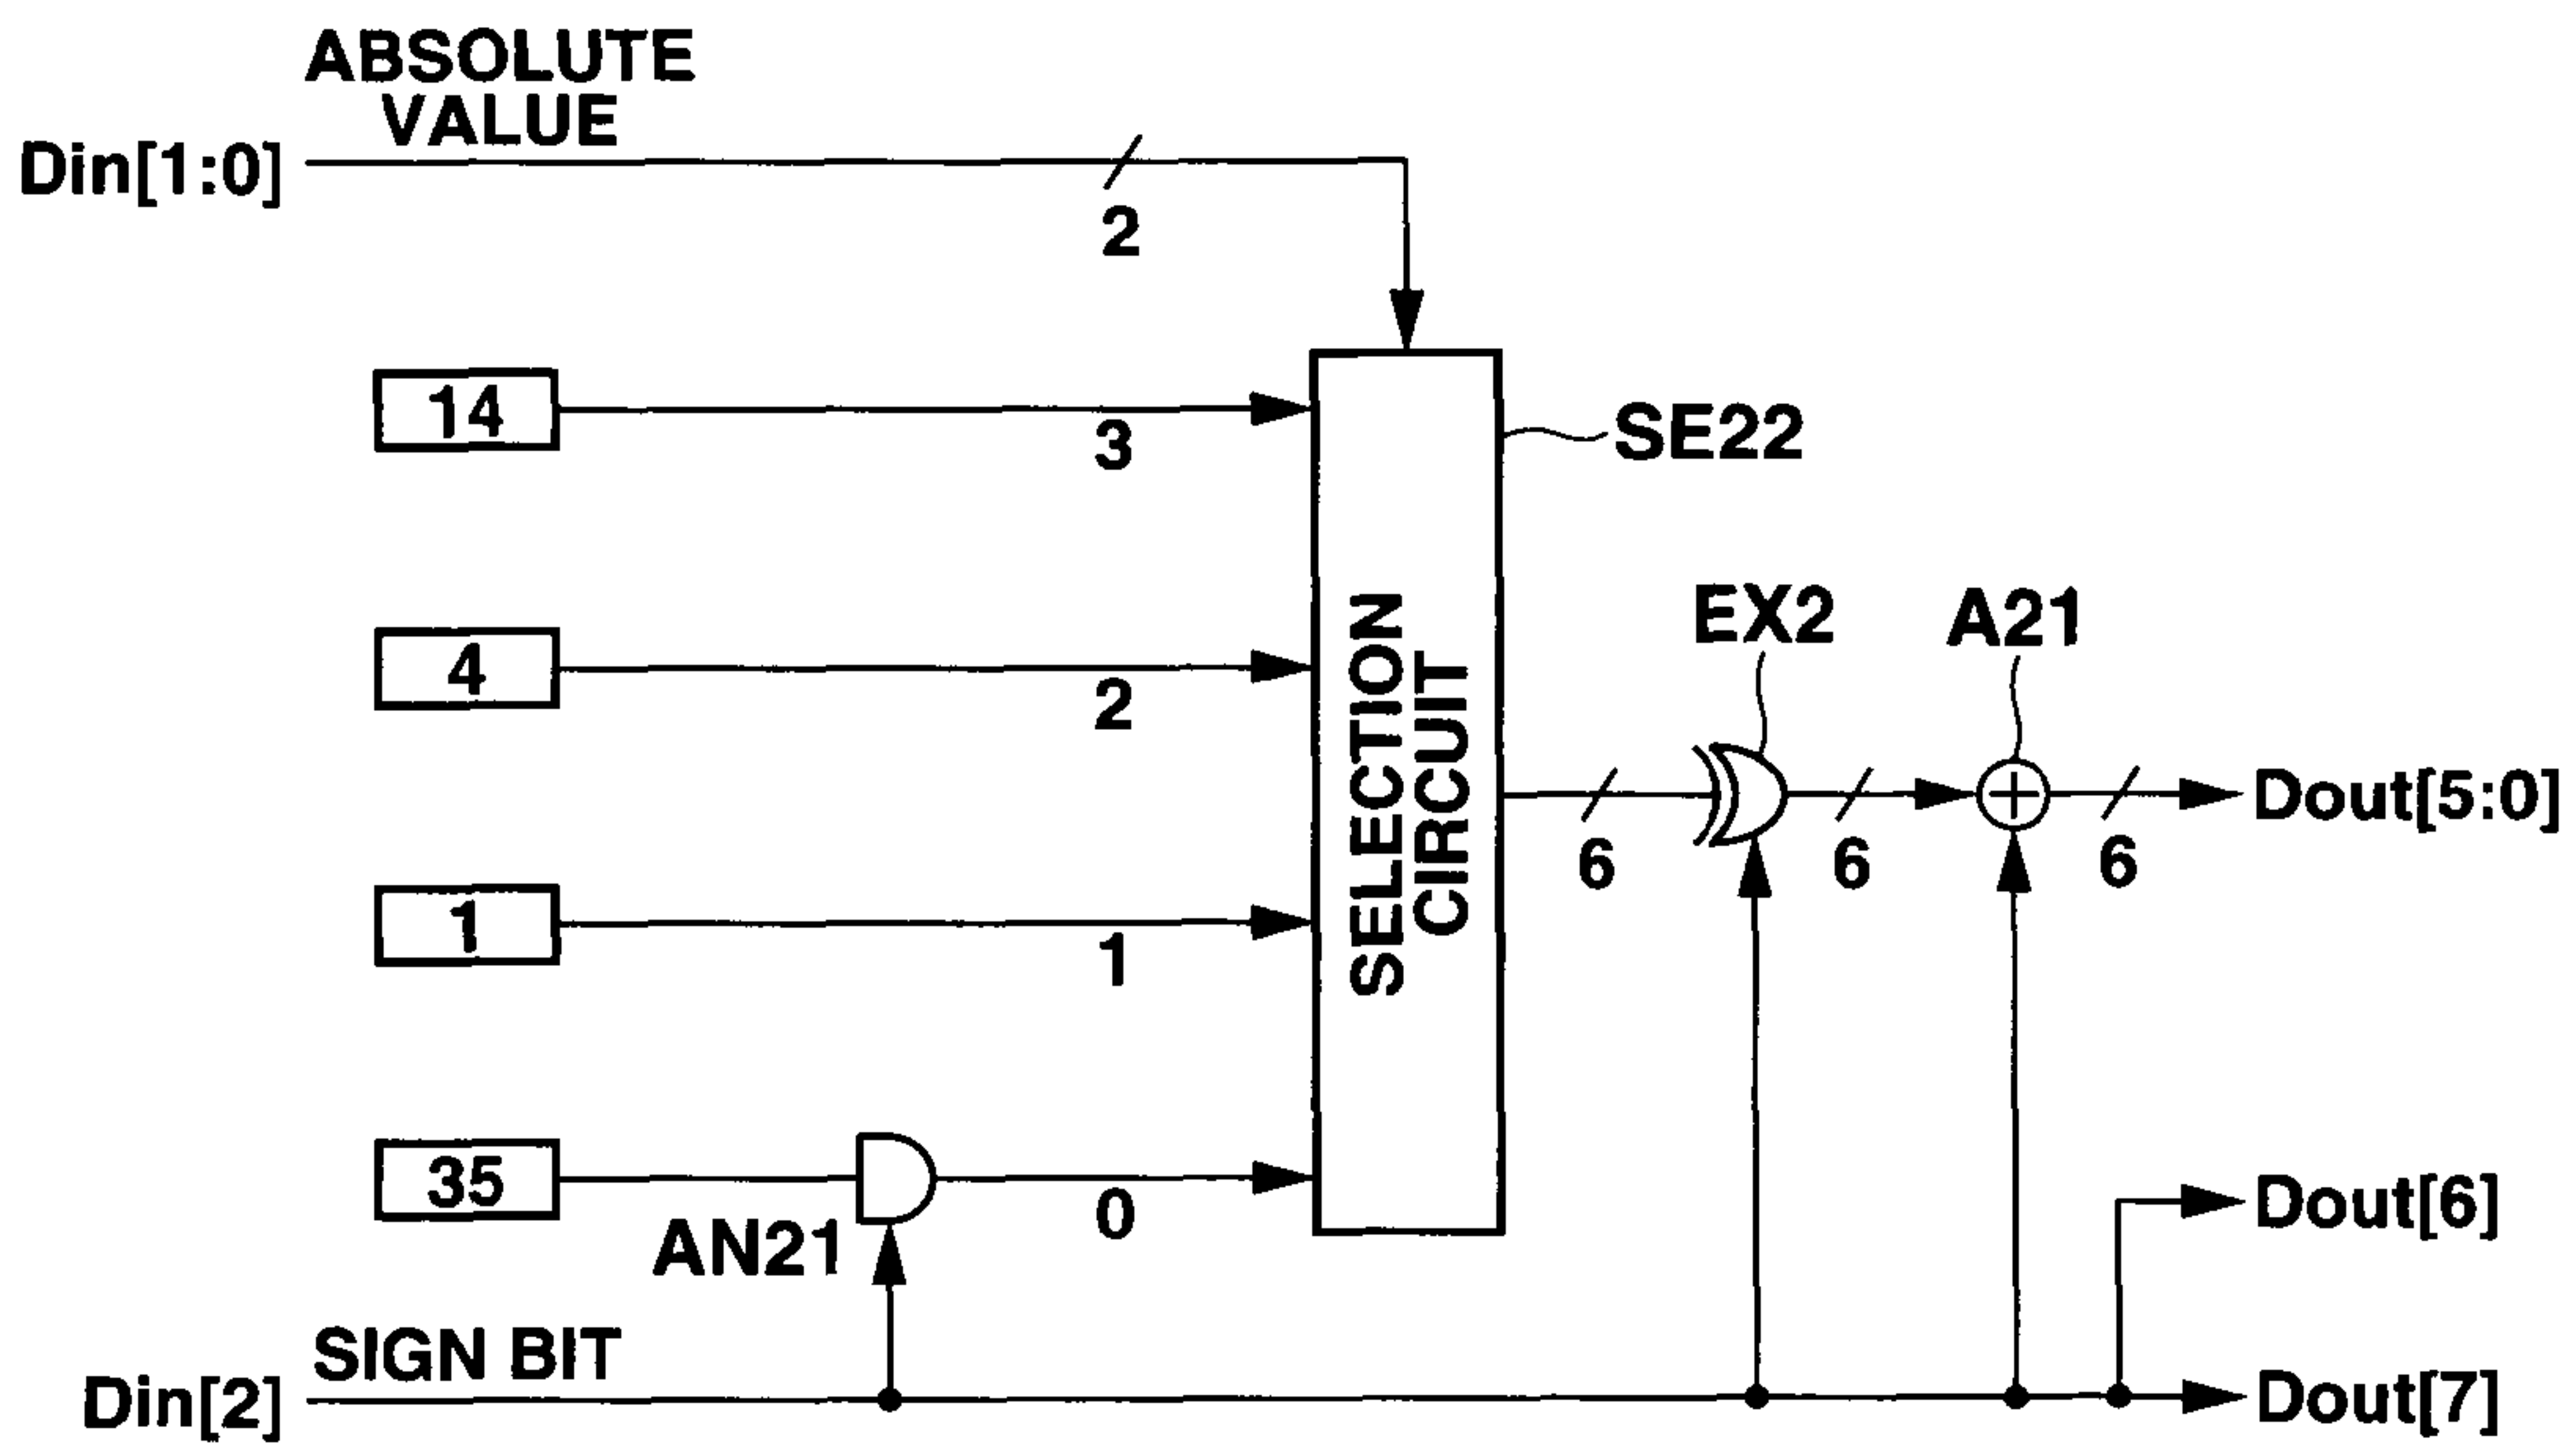 ABSOLUTE
VALUE
Din[1:0]
2
14
3
SE22
4
2
SELECTION
CIRCUIT
EX2
A21
6
6
6
Dout[5:0]
1
1
35
AN21
0
Dout[6]
SIGN BIT
Din[2]
Dout[7]